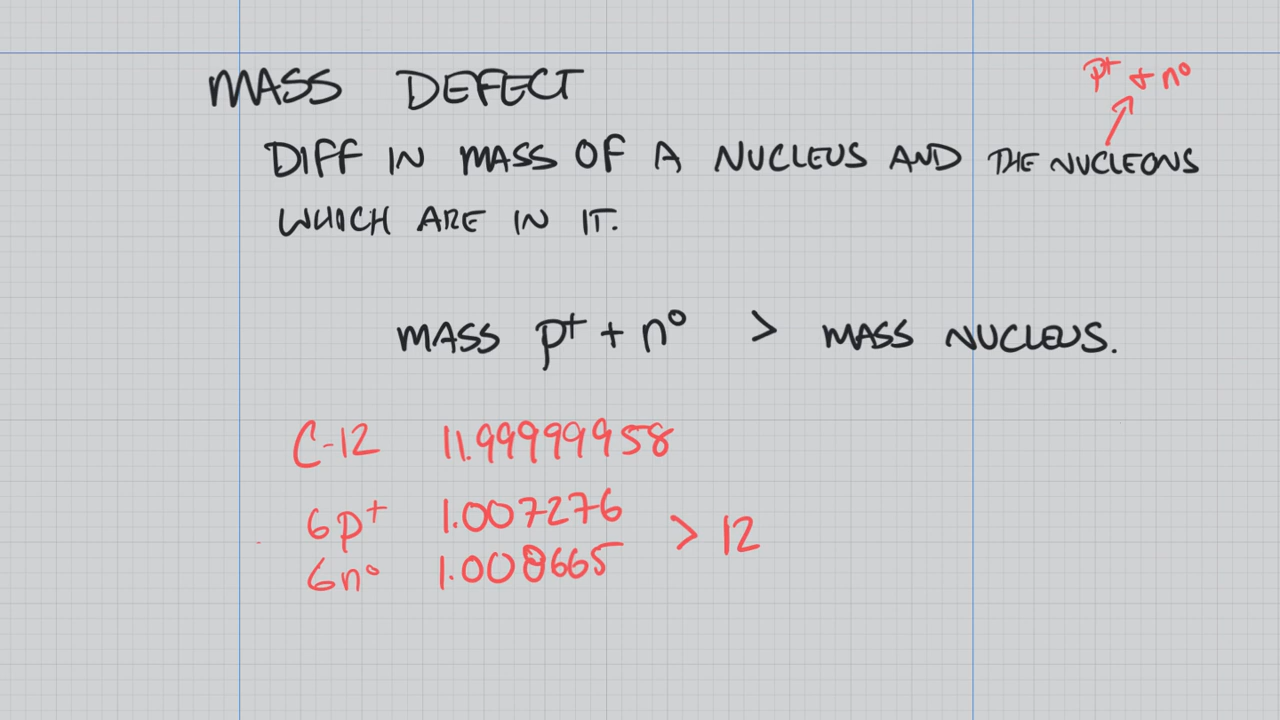 MASS DEFECT
p+ + n°
DIFF IN MASS OF A NUCLEUS AND THE NUCLEONS
WHICH ARE IN IT.
MASS p+ + n° > MASS NUCLEUS.
C-12 11.99999958
6p+ 1.007276
> 12
6n° 1.008665